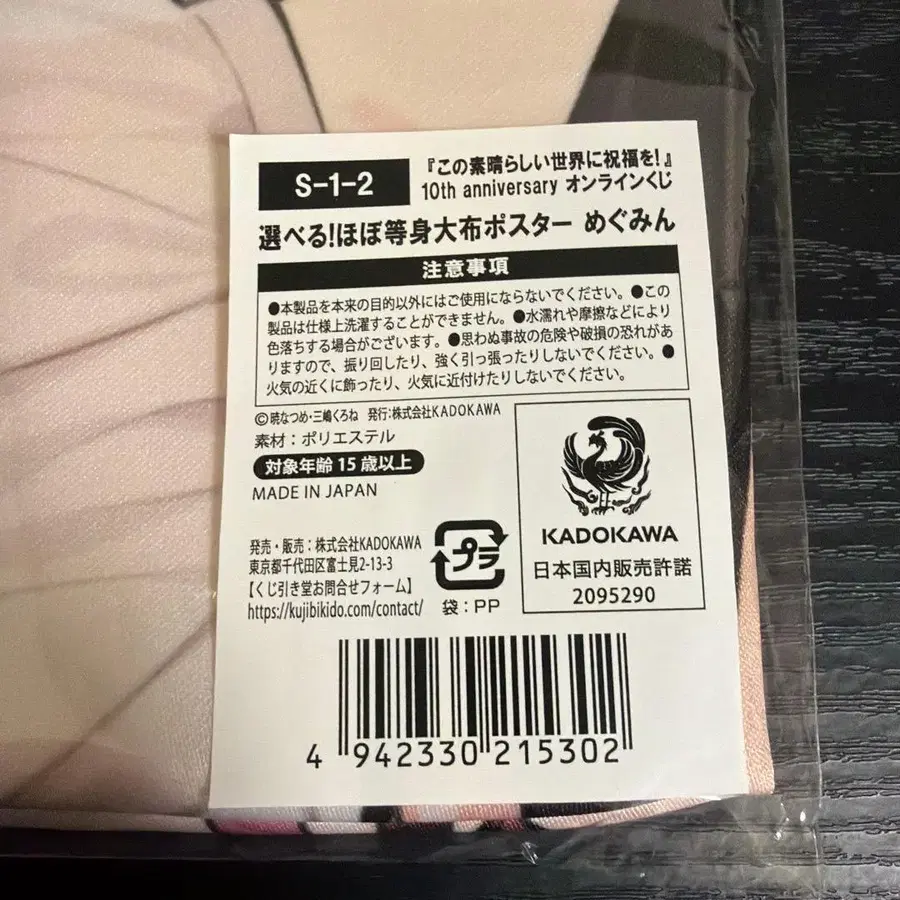 S-1-2
『この素晴らしい世界に祝福を!』
10th anniversary オンラインくじ
選べる!ほぼ等身大布ポスター めぐみん
注意事項
●本製品を本来の目的以外にはご使用にならないでください。●この
製品は仕様上洗濯することができません。●水濡れや摩擦などにより
色落ちする場合がございます。●思わぬ事故の危険や破損の恐れがあ
りますので、振り回したり、強く引っ張ったりしないでください。●
火気の近くに飾ったり、火気に近付けたりしないでください。
©暁なつめ・三嶋くろね 発行:株式会社KADOKAWA
素材:ポリエステル
対象年齢 15 歳以上
MADE IN JAPAN
発売・販売:株式会社KADOKAWA
東京都千代田区富士見2-13-3
【くじ引き堂お問合せフォーム】
https://kujibikido.com/contact/
プラ
袋:PP
KADOKAWA
日本国内販売許諾
2095290
4 942330 215302